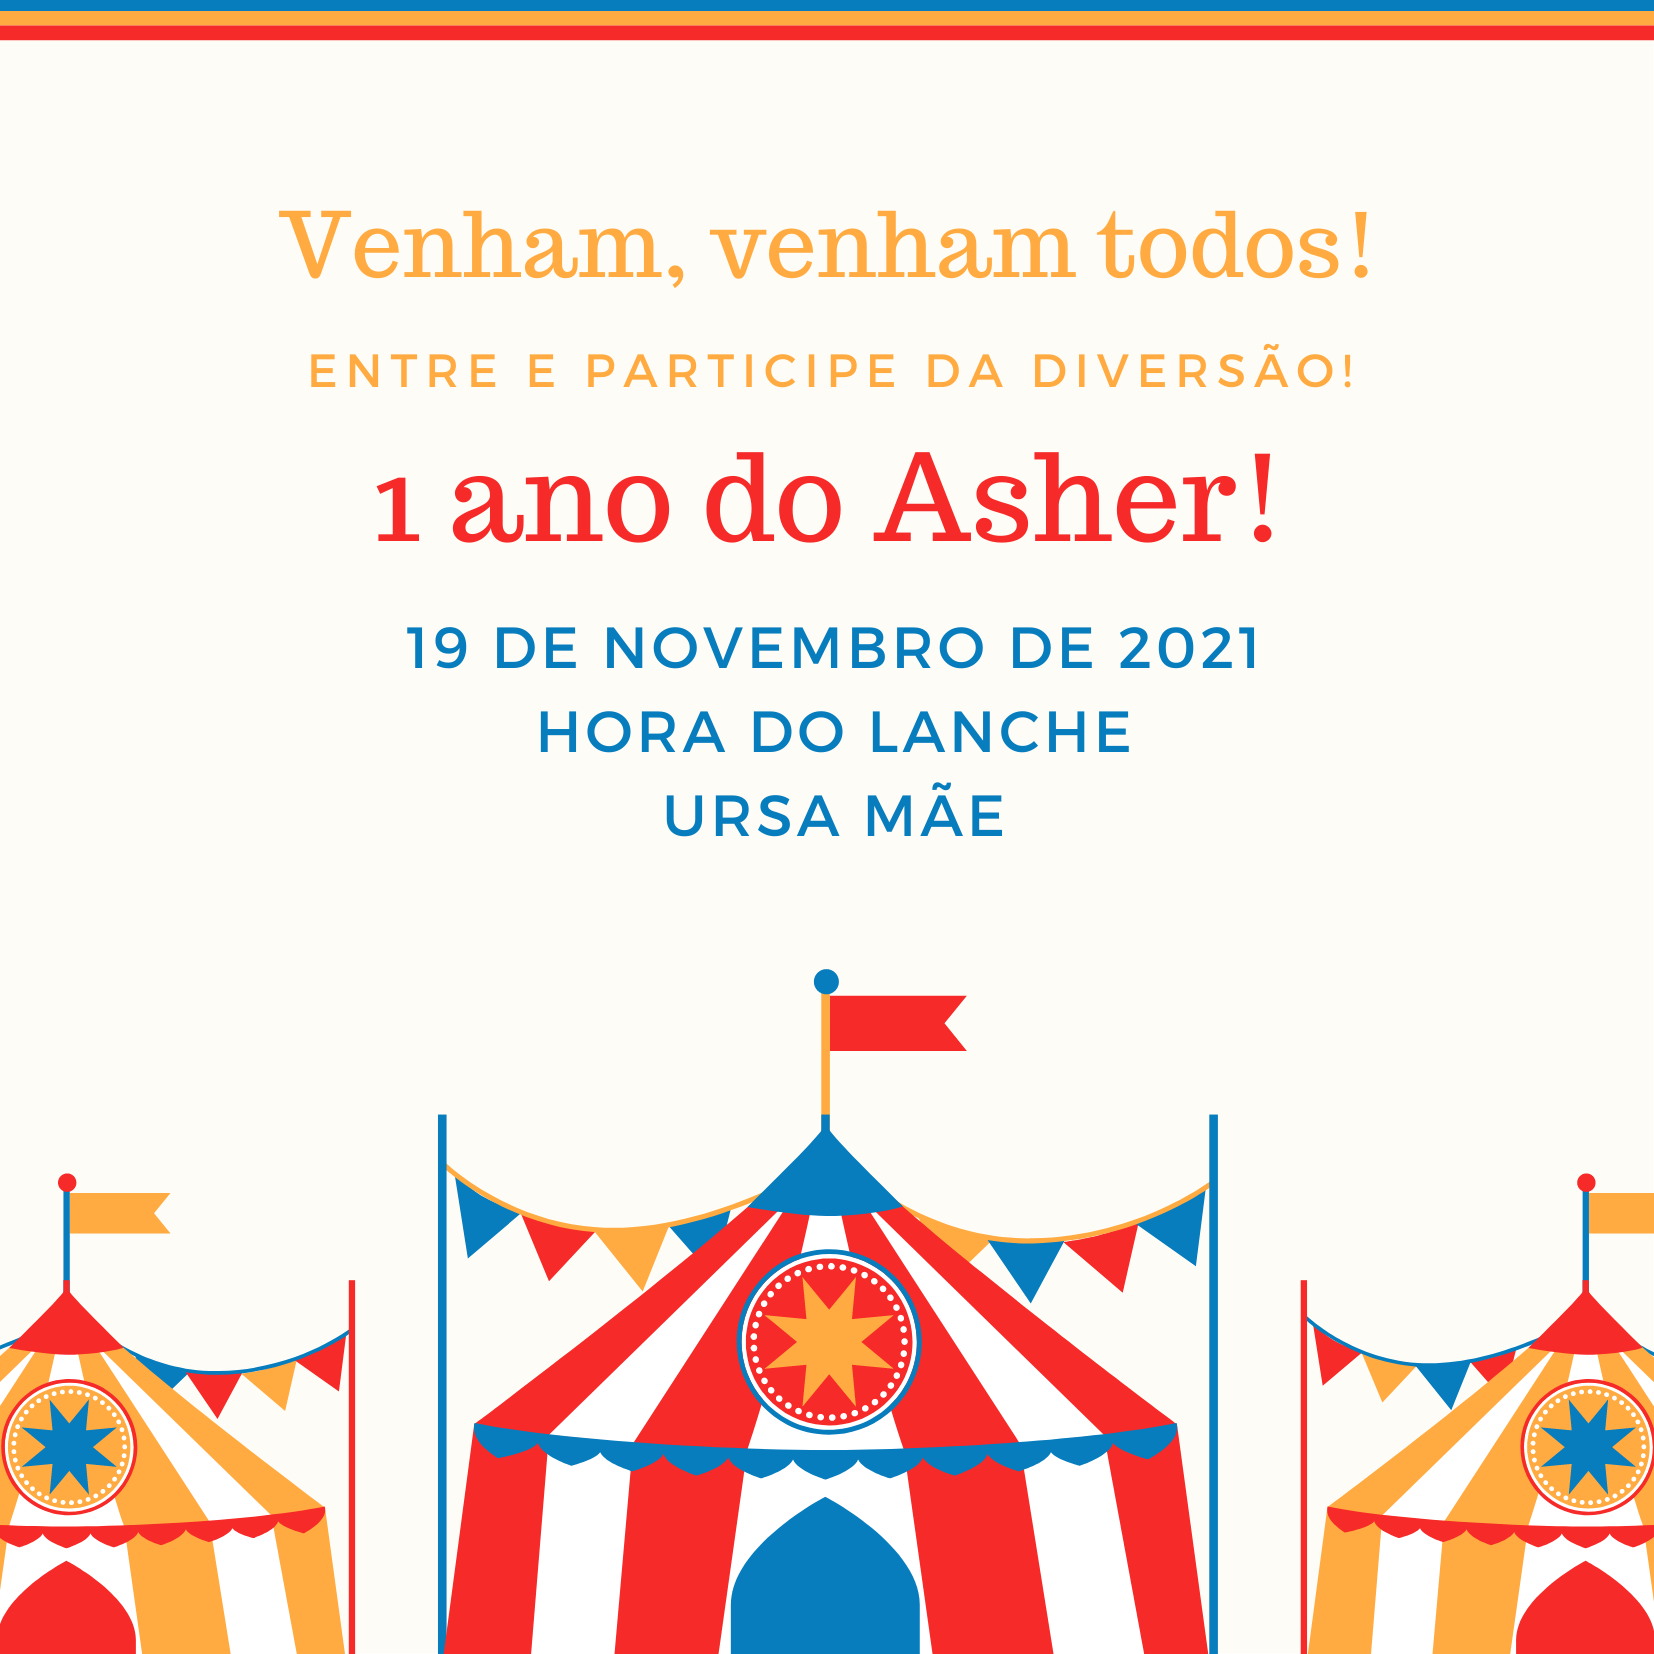 Venham, venham todos!
ENTRE E PARTICIPE DA DIVERSÃO!
1 ano do Asher!
19 DE NOVEMBRO DE 2021
HORA DO LANCHE
URSA MÃE